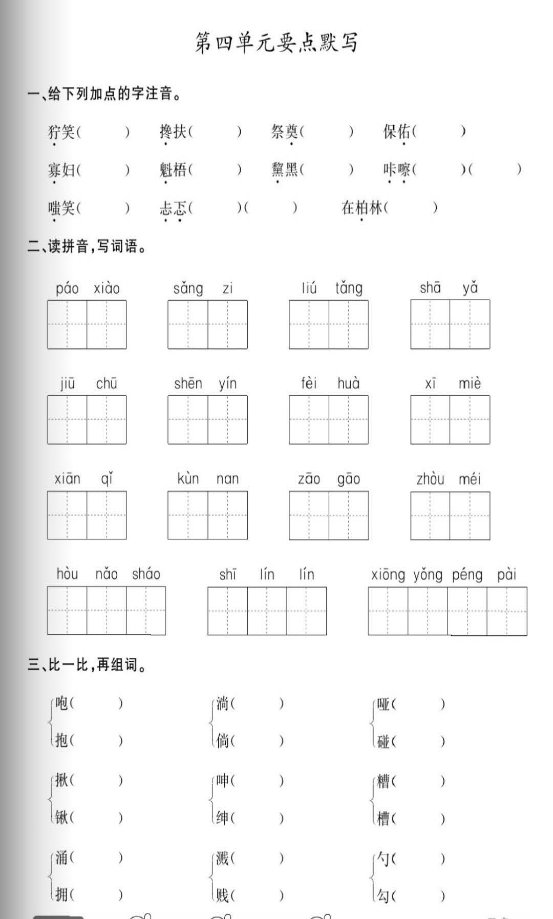 第四单元要点默写
一、给下列加点的字注音。
狞笑( ) 搀扶( ) 祭奠( ) 保佑( )
寡妇( ) 魁梧( ) 黧黑( ) 咔嚓( )( )
嗤笑( ) 忐忑( )( ) 在柏林( )
二、读拼音,写词语。
páo xiào sǎng zi liú tǎng shā yǎ
jiū chū shēn yín fèi huà xī miè
xiān qǐ kùn nan zāo gāo zhòu méi
hòu nǎo sháo shī lín lín xiōng yǒng péng pài
三、比一比,再组词。
咆( ) 淌( ) 哑( )
抱( ) 倘( ) 碰( )
揪( ) 呻( ) 糟( )
锹( ) 绅( ) 槽( )
涌( ) 溅( ) 勺( )
拥( ) 贱( ) 勾( )